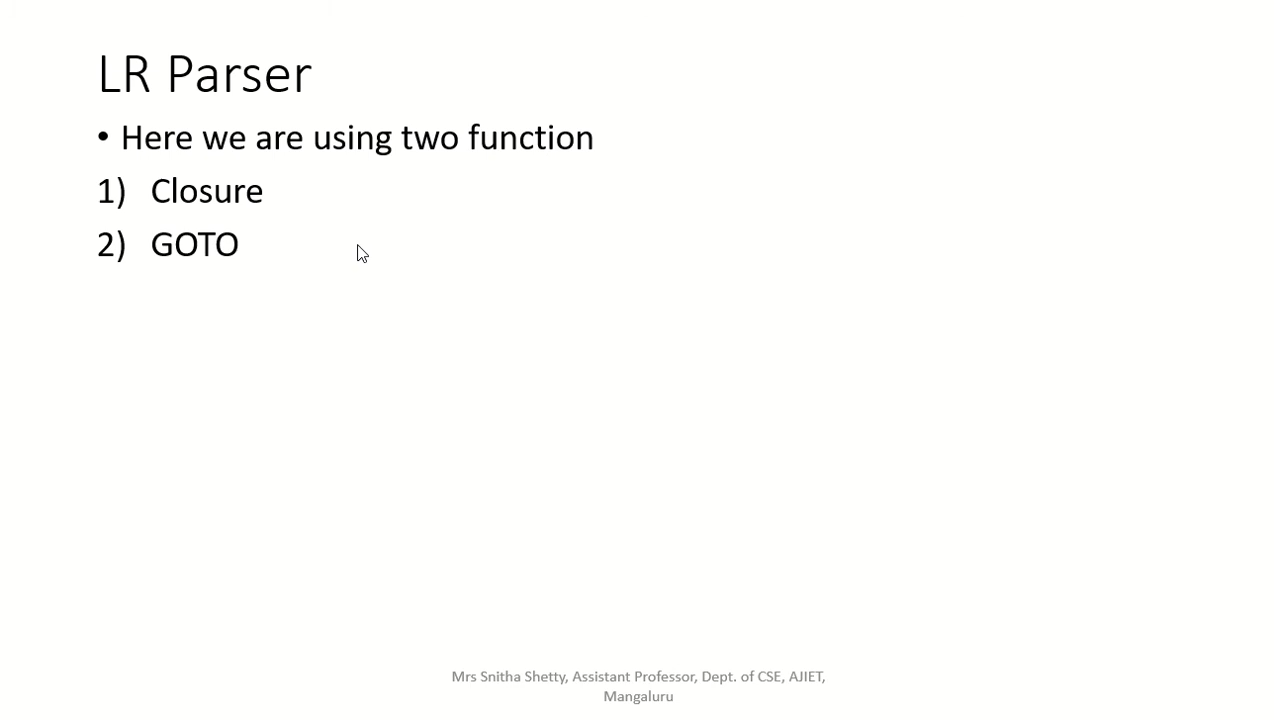 LR Parser
• Here we are using two function
1) Closure
2) GOTO
Mrs Snitha Shetty, Assistant Professor, Dept. of CSE, AJIET,
Mangaluru